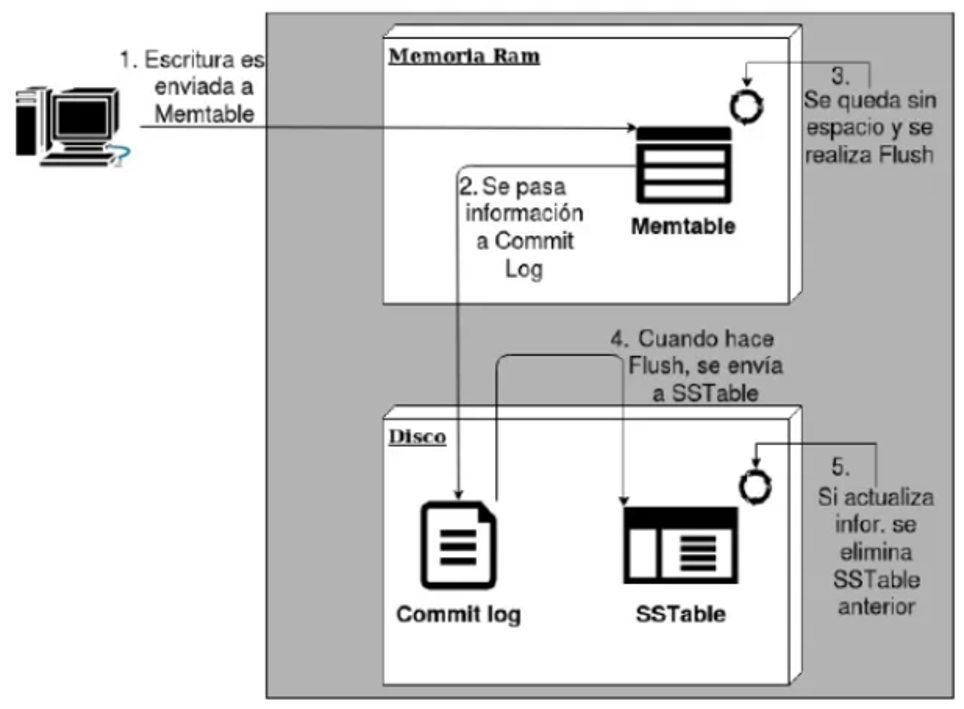 1. Escritura es
enviada a
Memtable
Memoria Ram
3.
Se queda sin
espacio y se
realiza Flush
2. Se pasa
información
a Commit
Log
Memtable
4. Cuando hace
Flush, se envía
a SSTable
Disco
5.
Si actualiza
infor. se
elimina
SSTable
anterior
Commit log
SSTable